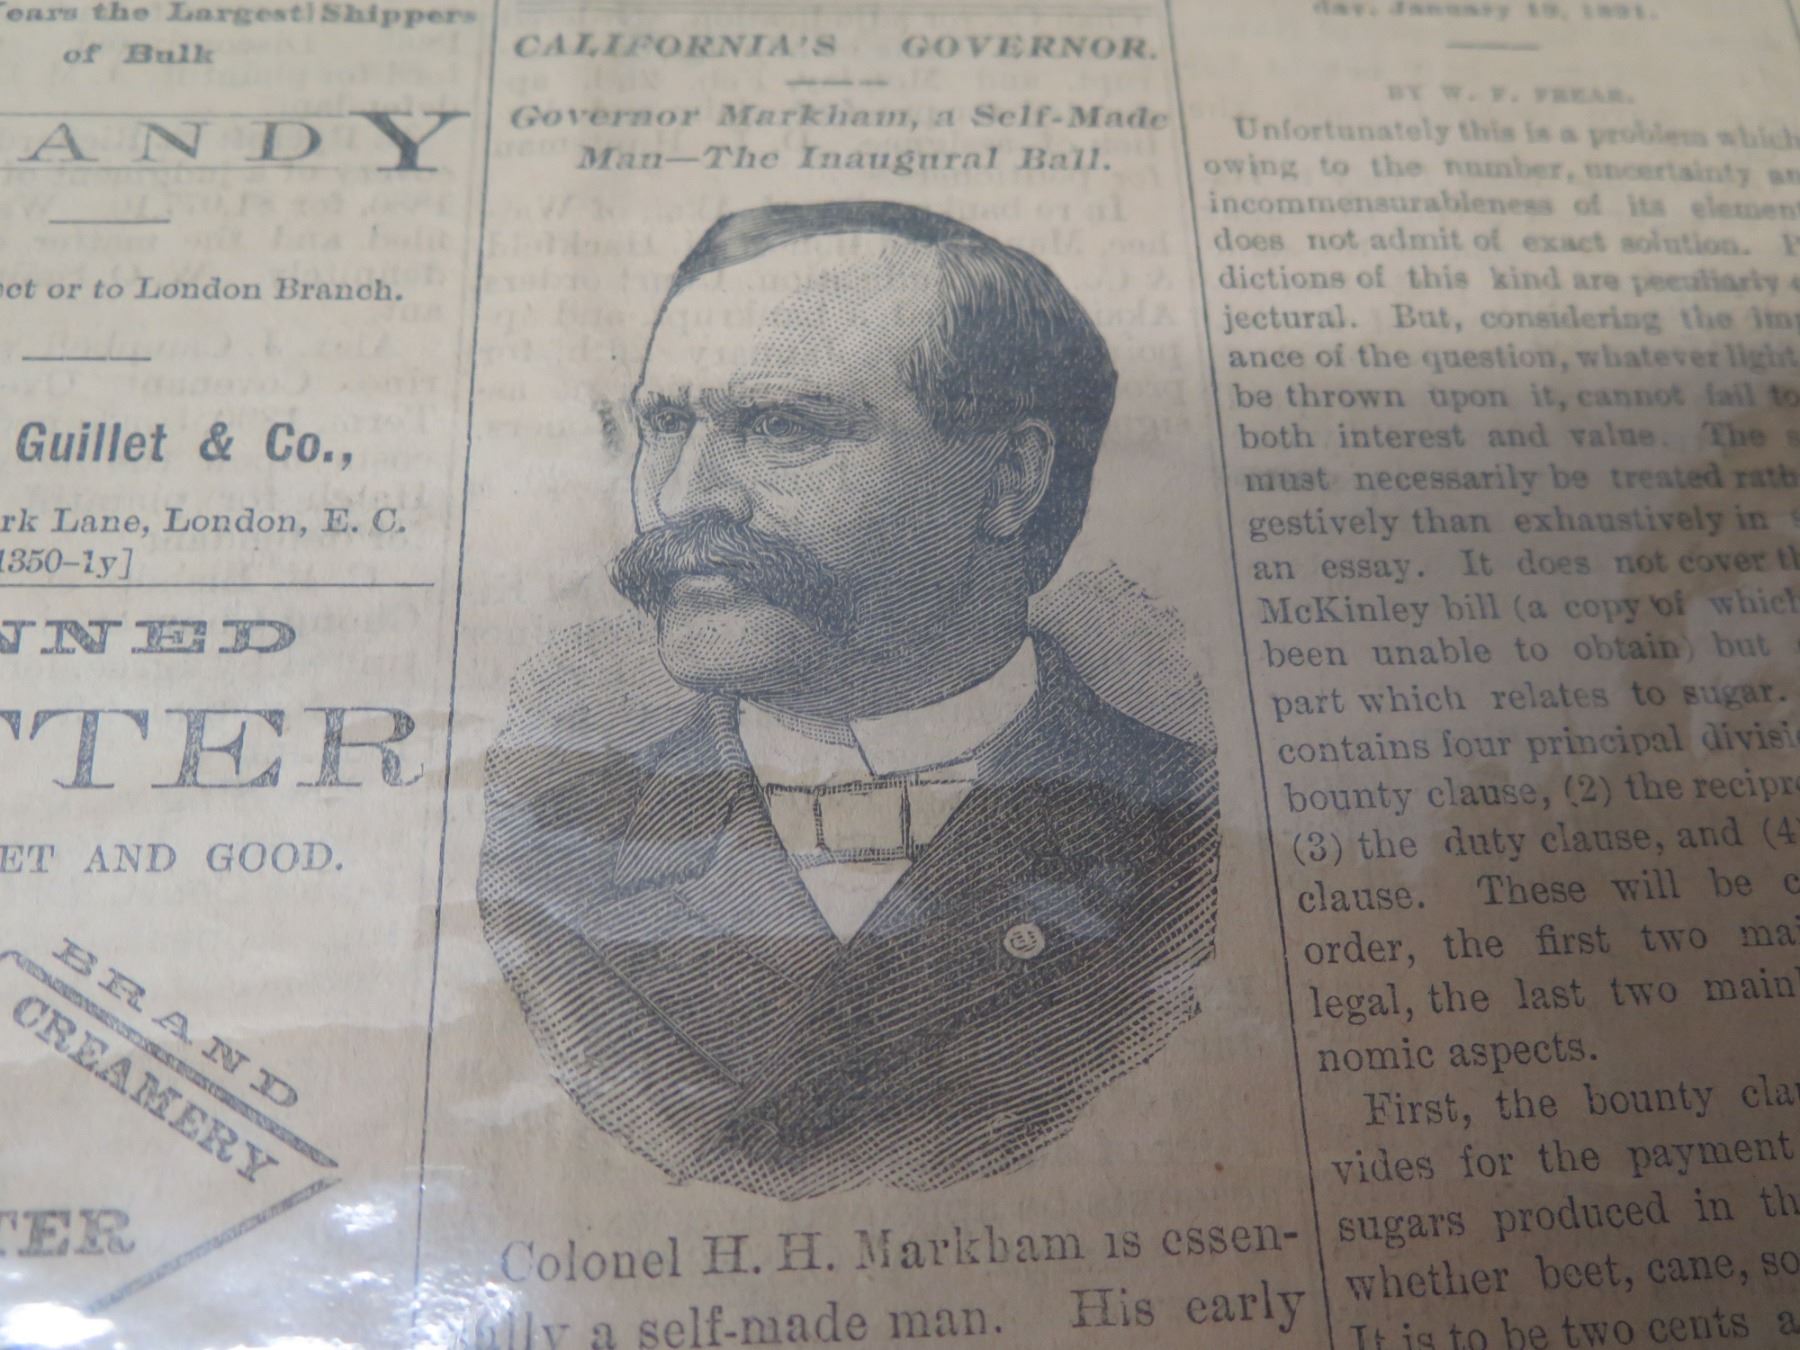 ears the Largest) Shippers
of Bulk
ANDY
ct or to London Branch.
Guillet & Co.,
rk Lane, London, E. C.
1350-1y]
NNED
TTER
ET AND GOOD.
BRAND
CREAMERY
TER
CALIFORNIA'S GOVERNOR.
Governor Markham, a Self-Made
Man—The Inaugural Ball.
Colonel H. H. Markham is essen-
ially a self-made man. His early
day, January 19, 1891.
BY W. F. FREAR.
Unfortunately this is a problem which
owing to the number, uncertainty an
incommensurableness of its element
does not admit of exact solution. P
dictions of this kind are peculiarly c
jectural. But, considering the imp
ance of the question, whatever light
be thrown upon it, cannot fail to
both interest and value. The s
must necessarily be treated rath
gestively than exhaustively in s
an essay. It does not cover th
McKinley bill (a copy of which
been unable to obtain) but
part which relates to sugar.
contains four principal divisi
bounty clause, (2) the recipr
(3) the duty clause, and (4)
clause. These will be c
order, the first two mai
legal, the last two main
nomic aspects.
First, the bounty cla
vides for the payment
sugars produced in th
whether beet, cane, so
It is to be two cents a